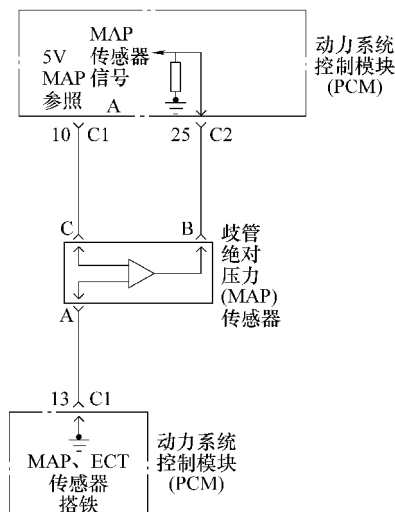 MAP
5V 传感器
MAP 信号
参照
A
动力系统
控制模块
(PCM)
10 C1
25 C2
C
B
歧管
绝对
压力
(MAP)
传感器
A
13 C1
MAP、ECT
传感器
搭铁
动力系统
控制模块
(PCM)